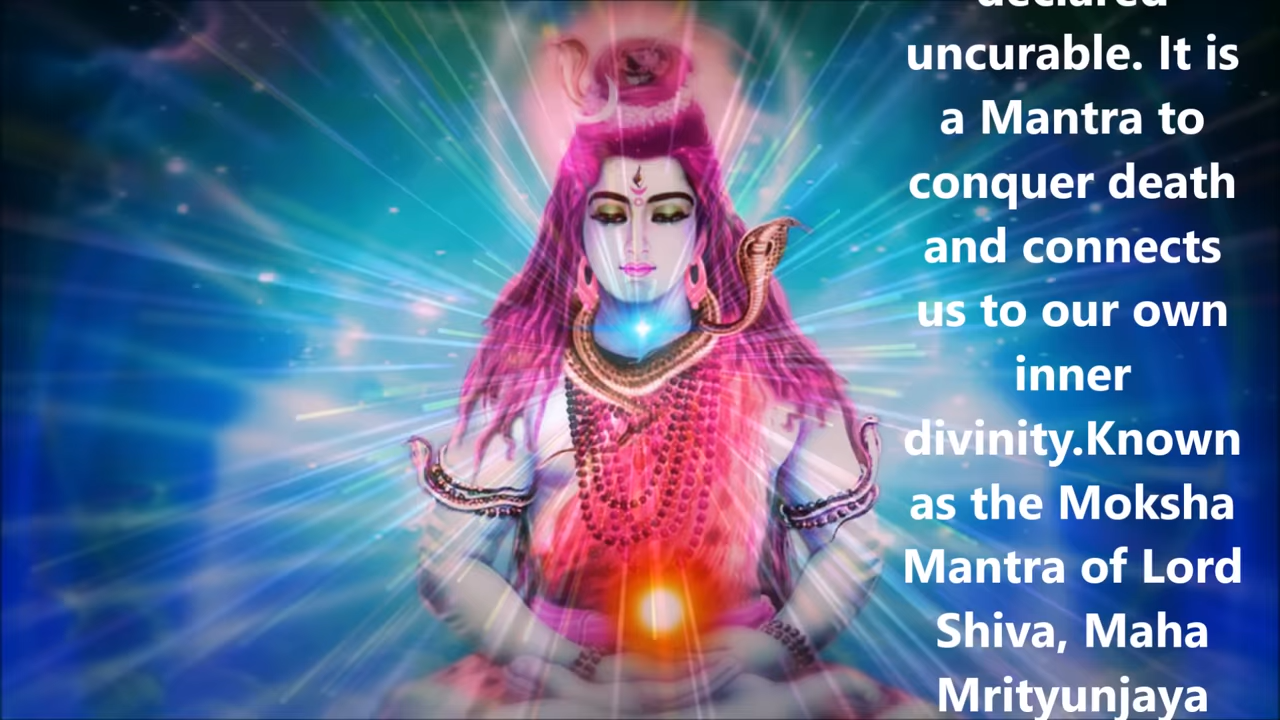 declared
uncurable. It is
a Mantra to
conquer death
and connects
us to our own
inner
divinity.Known
as the Moksha
Mantra of Lord
Shiva, Maha
Mrityunjaya